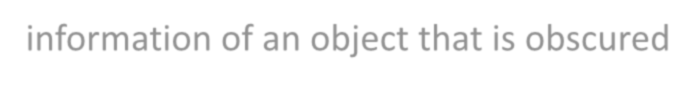 information of an object that is obscured